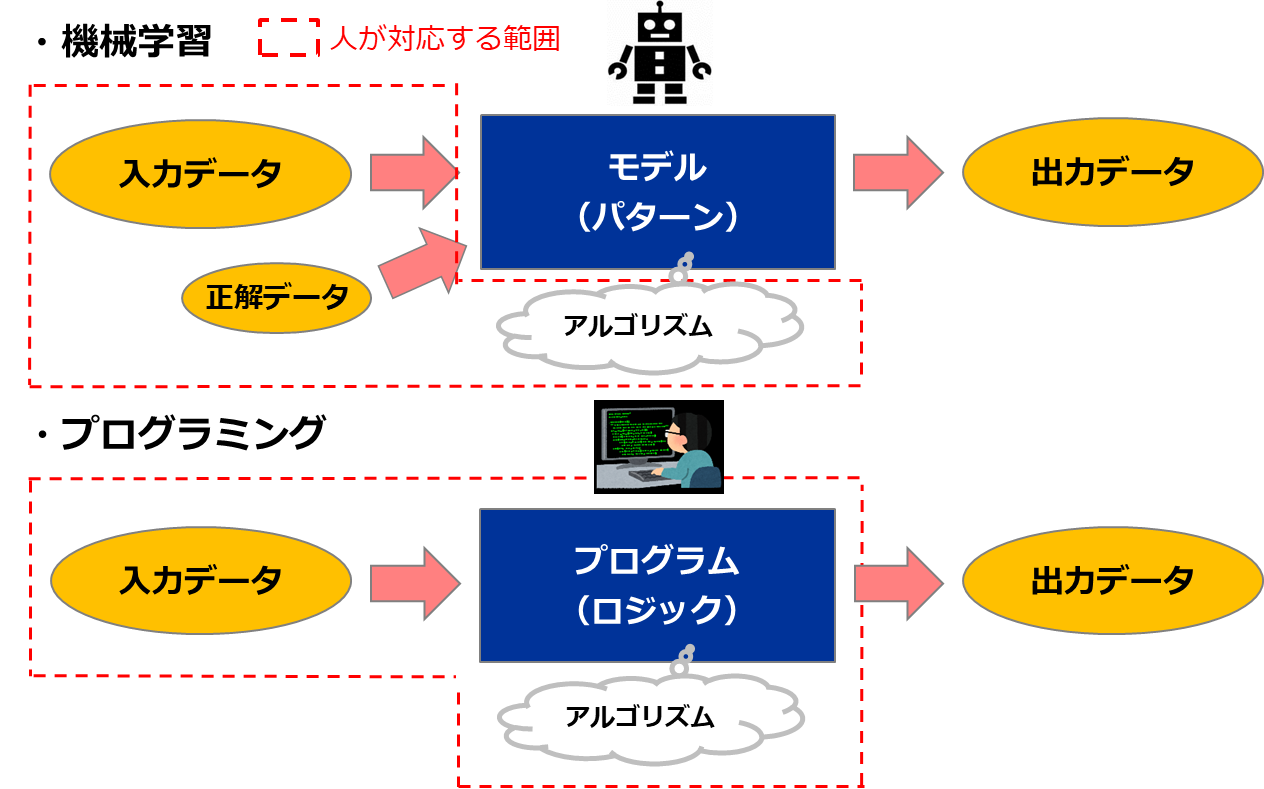 ・機械学習
人が対応する範囲
入力データ
モデル
（パターン）
出力データ
正解データ
アルゴリズム
・プログラミング
入力データ
プログラム
（ロジック）
出力データ
アルゴリズム